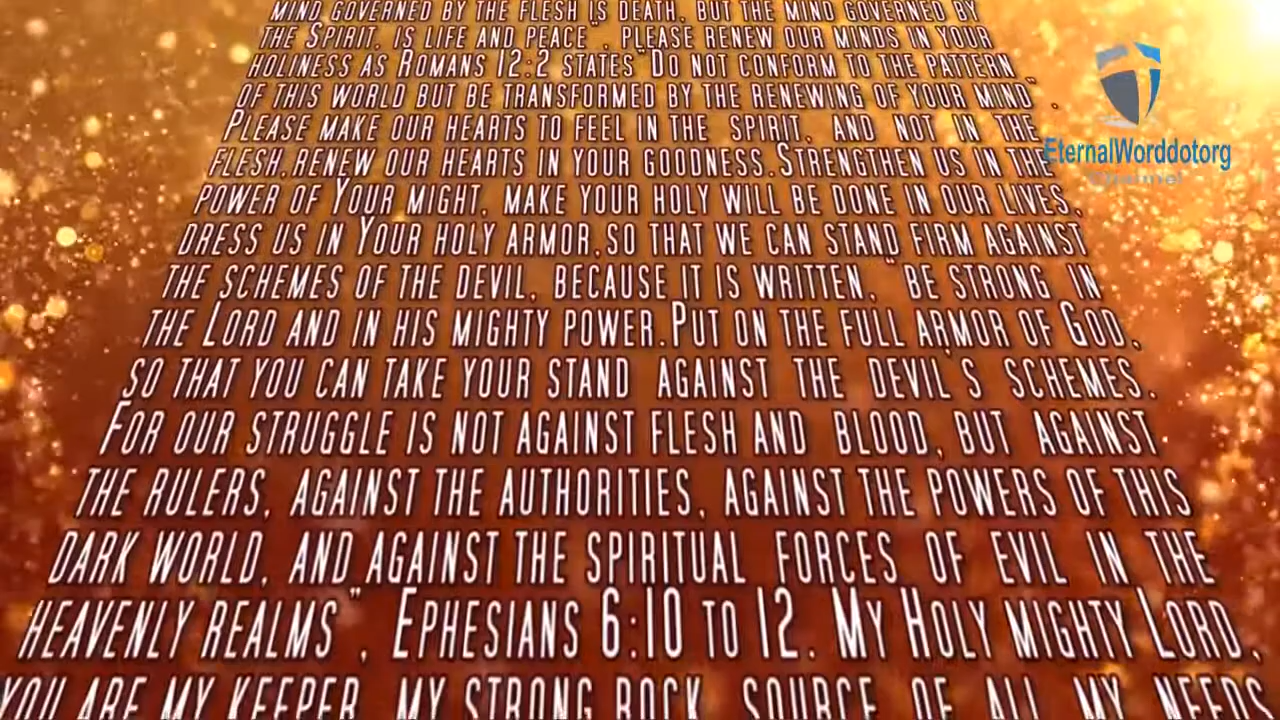 MIND GOVERNED BY THE FLESH IS DEATH, BUT THE MIND GOVERNED BY
THE SPIRIT, IS LIFE AND PEACE", PLEASE RENEW OUR MINDS IN YOUR
HOLINESS AS ROMANS 12:2 STATES "DO NOT CONFORM TO THE PATTERN
OF THIS WORLD BUT BE TRANSFORMED BY THE RENEWING OF YOUR MIND".
PLEASE MAKE OUR HEARTS TO FEEL IN THE SPIRIT, AND NOT IN THE
FLESH,RENEW OUR HEARTS IN YOUR GOODNESS.STRENGTHEN US IN THE
POWER OF YOUR MIGHT, MAKE YOUR HOLY WILL BE DONE IN OUR LIVES,
DRESS US IN YOUR HOLY ARMOR,SO THAT WE CAN STAND FIRM AGAINST
THE SCHEMES OF THE DEVIL, BECAUSE IT IS WRITTEN, "BE STRONG IN
THE LORD AND IN HIS MIGHTY POWER.PUT ON THE FULL ARMOR OF GOD,
SO THAT YOU CAN TAKE YOUR STAND AGAINST THE DEVIL'S SCHEMES.
FOR OUR STRUGGLE IS NOT AGAINST FLESH AND BLOOD, BUT AGAINST
THE RULERS, AGAINST THE AUTHORITIES, AGAINST THE POWERS OF THIS
DARK WORLD, AND AGAINST THE SPIRITUAL FORCES OF EVIL IN THE
HEAVENLY REALMS", EPHESIANS 6:10 TO 12. MY HOLY MIGHTY LORD,
YOU ARE MY KEEPER, MY STRONG ROCK, SOURCE OF ALL MY NEEDS
EternalWorddotorg
Channel